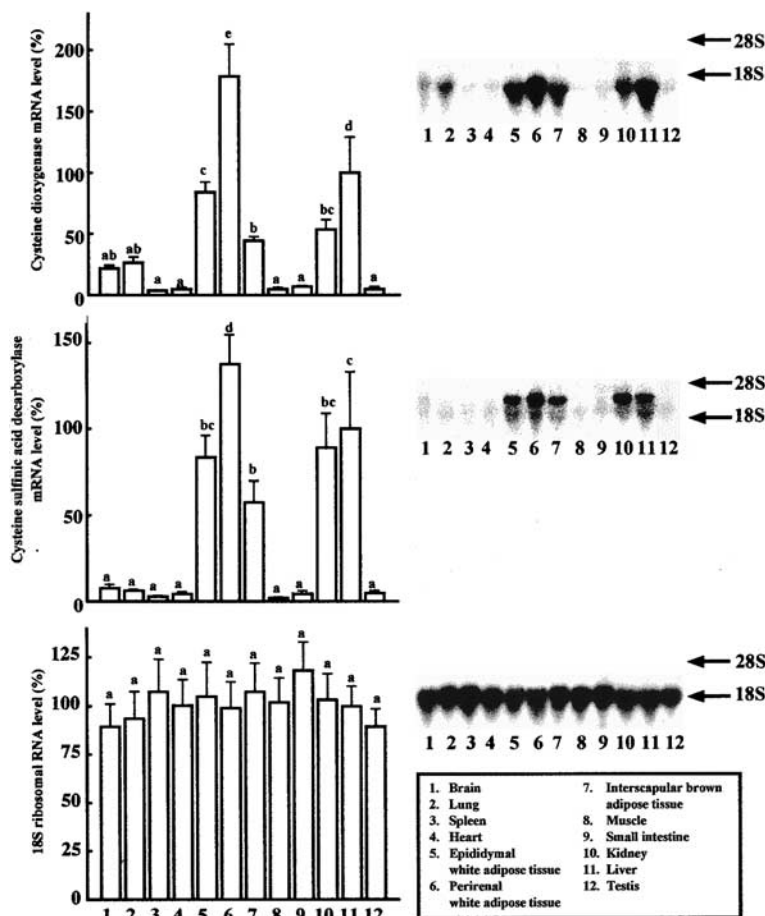 Cysteine dioxygenase mRNA level (%)
200
150
100
50
0
ab
ab
a
a
c
e
b
a
a
bc
d
a
28S
18S
1 2 3 4 5 6 7 8 9 10 11 12
Cysteine sulfinic acid decarboxylase
mRNA level (%)
150
100
50
0
a
a
a
a
bc
d
b
a
a
bc
c
a
28S
18S
1 2 3 4 5 6 7 8 9 10 11 12
18S ribosomal RNA level (%)
125
100
75
50
25
0
a
a
a
a
a
a
a
a
a
a
a
a
1 2 3 4 5 6 7 8 9 10 11 12
28S
18S
1 2 3 4 5 6 7 8 9 10 11 12
1. Brain
2. Lung
3. Spleen
4. Heart
5. Epididymal
white adipose tissue
6. Perirenal
white adipose tissue
7. Interscapular brown
adipose tissue
8. Muscle
9. Small intestine
10. Kidney
11. Liver
12. Testis